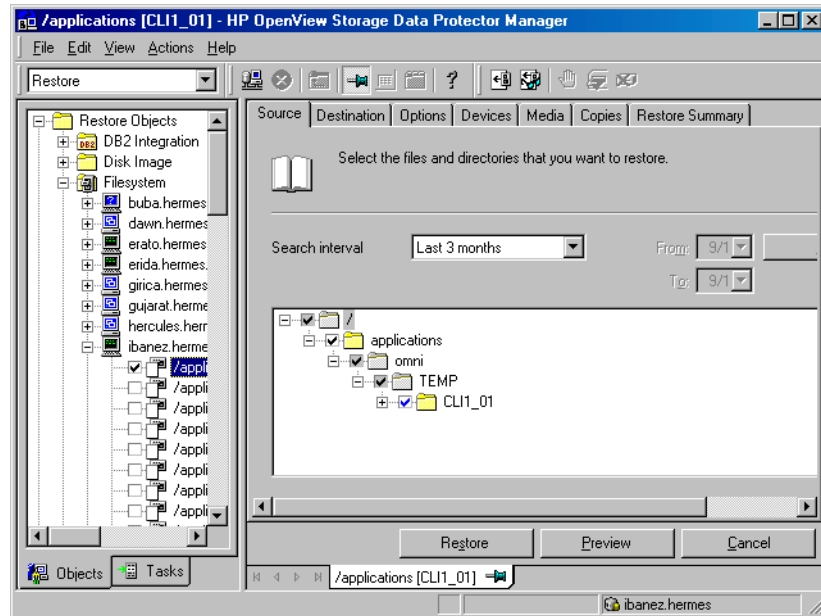 /applications [CLI1_01] - HP OpenView Storage Data Protector Manager
File Edit View Actions Help
Restore
Restore Objects
DB2 Integration
Disk Image
Filesystem
buba.hermes
dawn.hermes
erato.hermes
erida.hermes.
girica.hermes
gujarat.herme
hercules.herr
ibanez.herme
/appli
/appli
/appli
/appli
/appli
/appli
/appli
/appli
Objects
Tasks
Source Destination Options Devices Media Copies Restore Summary
Select the files and directories that you want to restore.
Search interval Last 3 months From: 9/1
To: 9/1
/
applications
omni
TEMP
CLI1_01
Restore Preview Cancel
/applications [CLI1_01]
ibanez.hermes